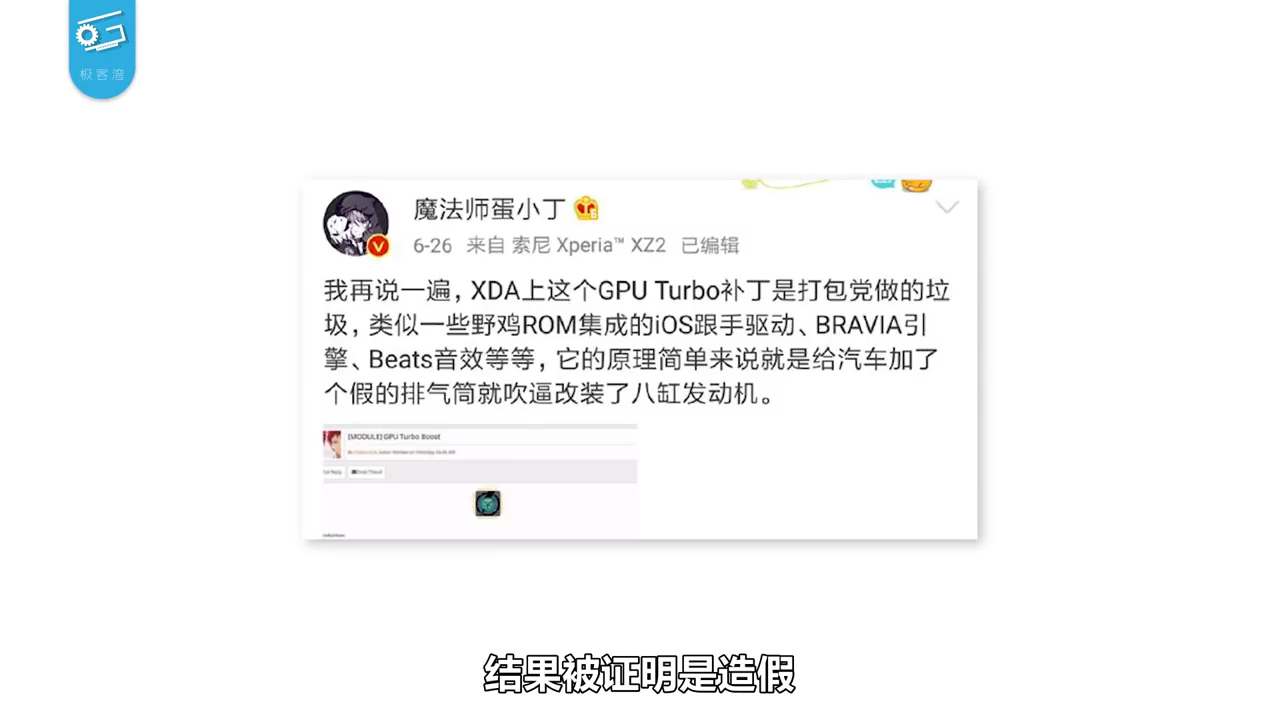 极客湾
魔法师蛋小丁
6-26 来自 索尼 Xperia™ XZ2 已编辑
我再说一遍，XDA上这个GPU Turbo补丁是打包党做的垃
圾，类似一些野鸡ROM集成的iOS跟手驱动、BRAVIA引
擎、Beats音效等等，它的原理简单来说就是给汽车加了
个假的排气筒就吹逼改装了八缸发动机。
[MODULE] GPU Turbo Boost
结果被证明是造假